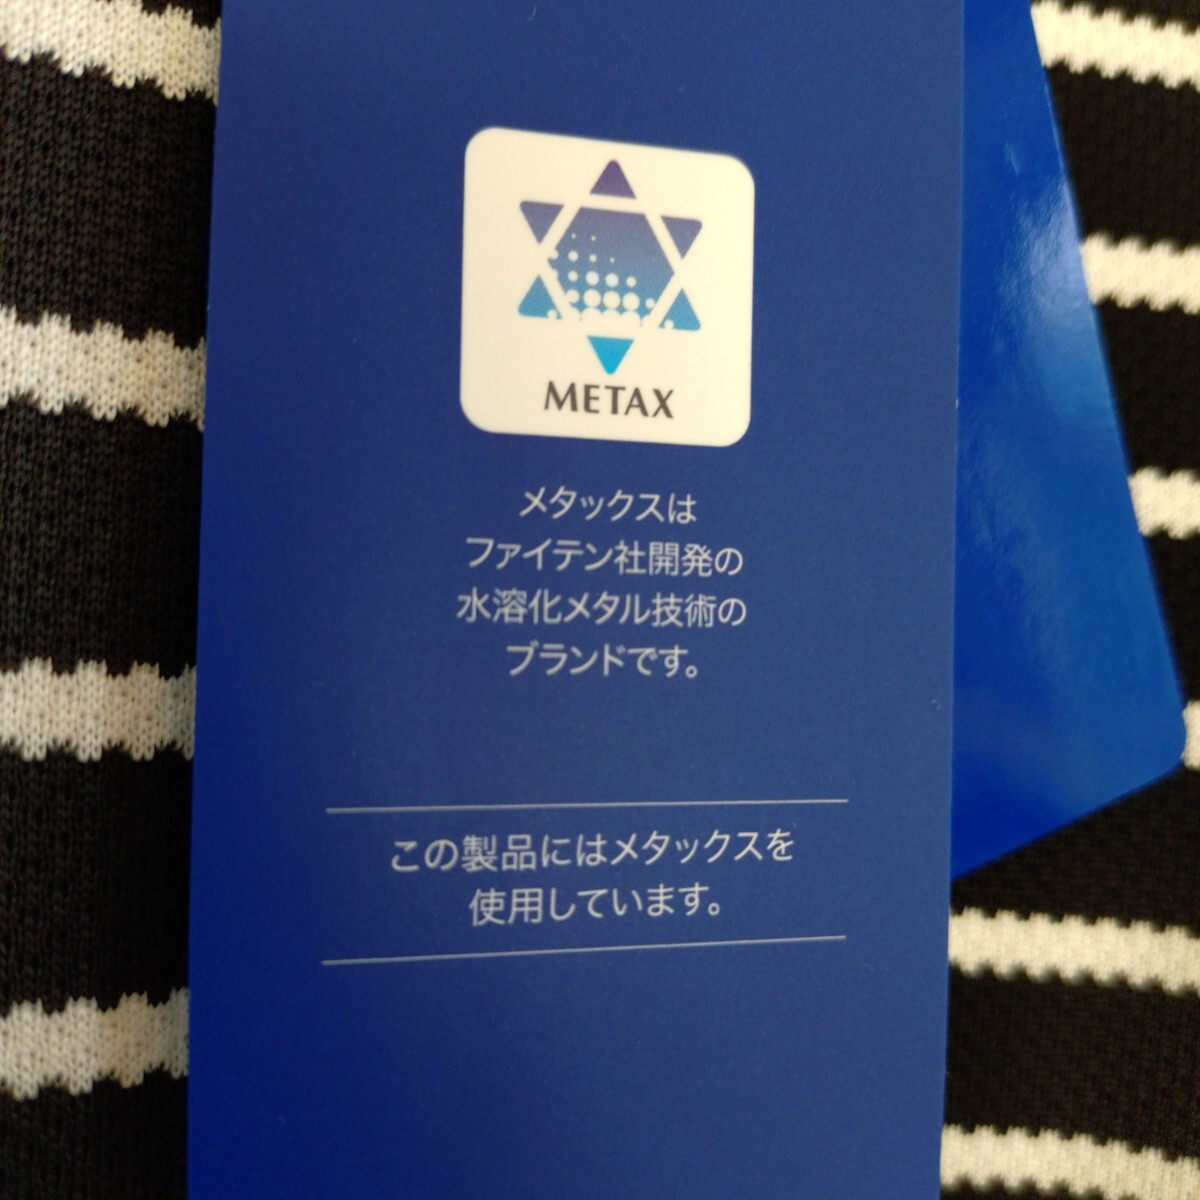 METAX
メタックスは
ファイテン社開発の
水溶化メタル技術の
ブランドです。
この製品にはメタックスを
使用しています。